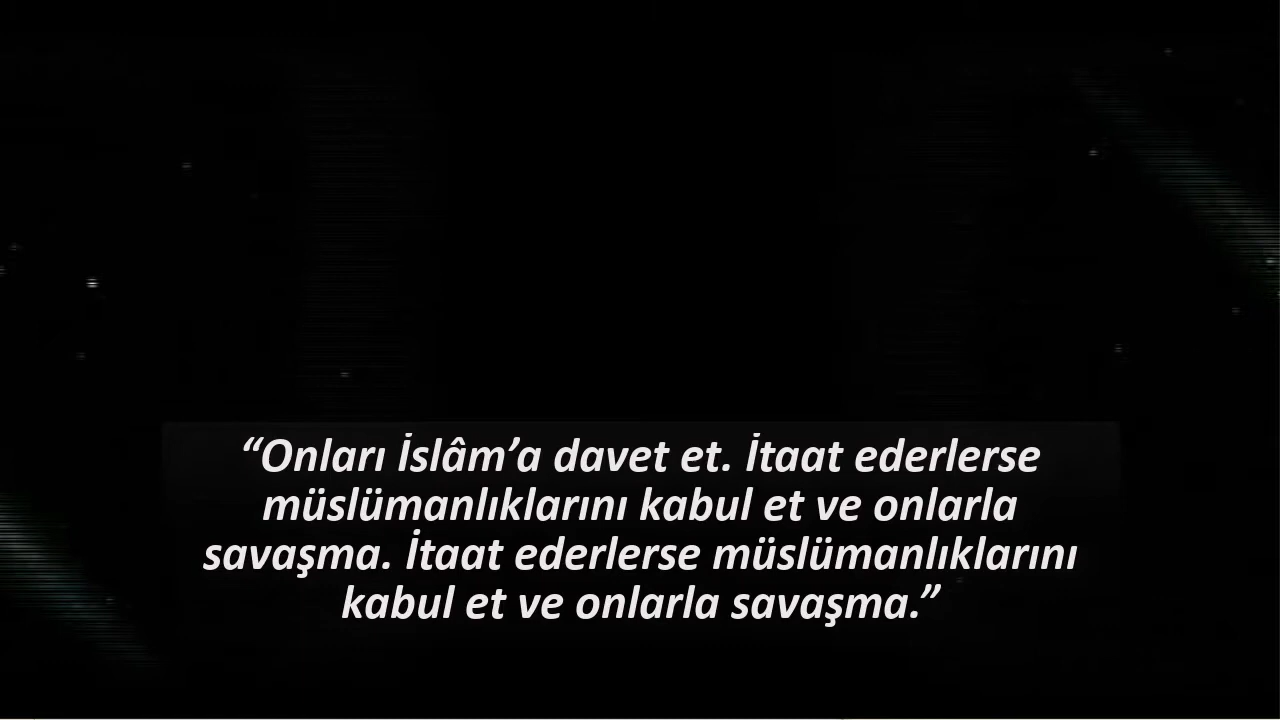 “Onları İslâm’a davet et. İtaat ederlerse
müslümanlıklarını kabul et ve onlarla
savaşma. İtaat ederlerse müslümanlıklarını
kabul et ve onlarla savaşma.”